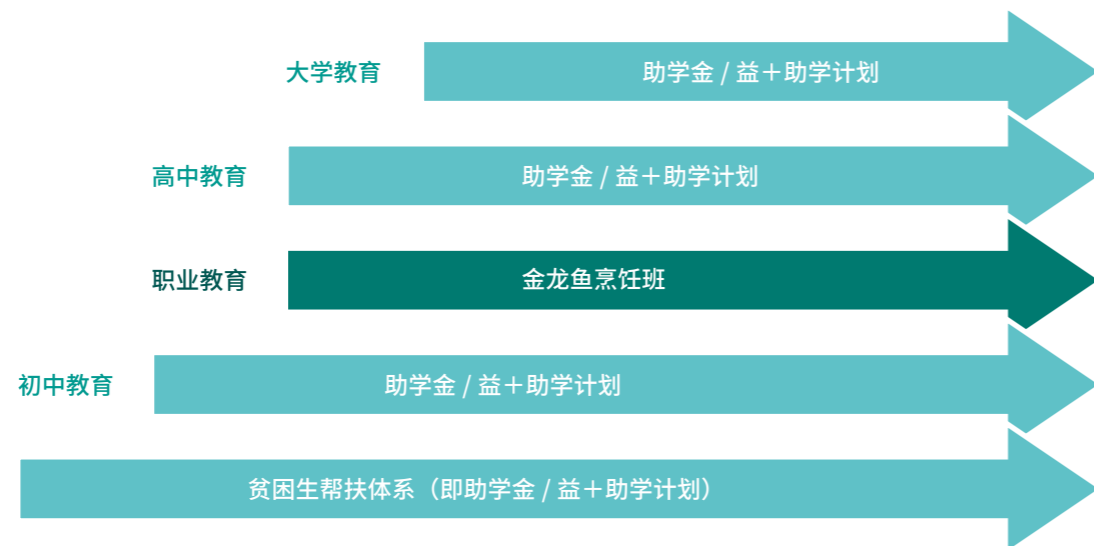 大学教育
助学金 / 益＋助学计划
高中教育
助学金 / 益＋助学计划
职业教育
金龙鱼烹饪班
初中教育
助学金 / 益＋助学计划
贫困生帮扶体系（即助学金 / 益＋助学计划）